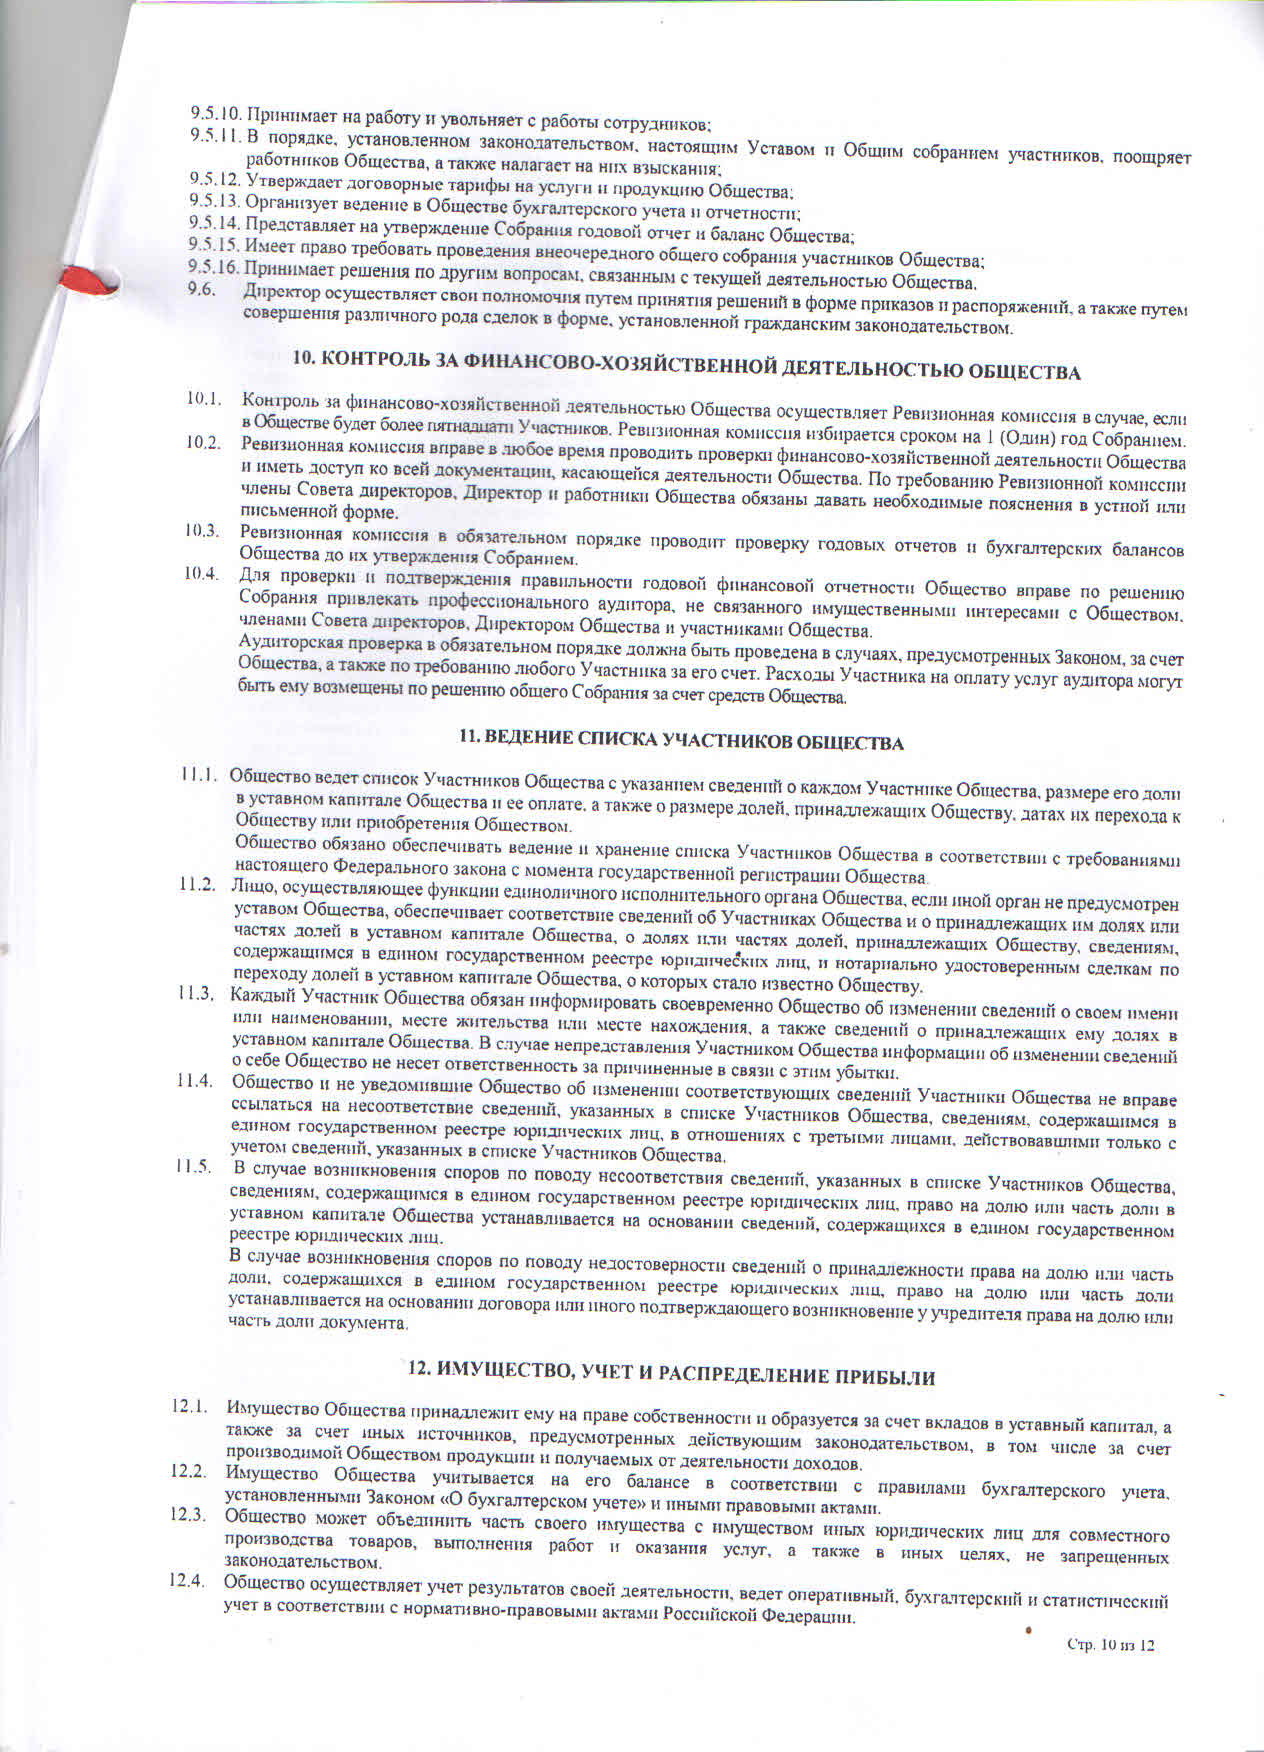 9.5.10. Принимает на работу и увольняет с работы сотрудников;
9.5.11. В порядке, установленном законодательством, настоящим Уставом и Общим собранием участников, поощряет
работников Общества, а также налагает на них взыскания;
9.5.12. Утверждает договорные тарифы на услуги и продукцию Общества;
9.5.13. Организует ведение в Обществе бухгалтерского учета и отчетности;
9.5.14. Представляет на утверждение Собрания годовой отчет и баланс Общества;
9.5.15. Имеет право требовать проведения внеочередного общего собрания участников Общества;
9.5.16. Принимает решения по другим вопросам, связанным с текущей деятельностью Общества.
9.6. Директор осуществляет свои полномочия путем принятия решений в форме приказов и распоряжений, а также путем
совершения различного рода сделок в форме, установленной гражданским законодательством.
10. КОНТРОЛЬ ЗА ФИНАНСОВО-ХОЗЯЙСТВЕННОЙ ДЕЯТЕЛЬНОСТЬЮ ОБЩЕСТВА
10.1. Контроль за финансово-хозяйственной деятельностью Общества осуществляет Ревизионная комиссия в случае, если
в Обществе будет более пятнадцати Участников. Ревизионная комиссия избирается сроком на 1 (Один) год Собранием.
10.2. Ревизионная комиссия вправе в любое время проводить проверки финансово-хозяйственной деятельности Общества
и иметь доступ ко всей документации, касающейся деятельности Общества. По требованию Ревизионной комиссии
члены Совета директоров, Директор и работники Общества обязаны давать необходимые пояснения в устной или
письменной форме.
10.3. Ревизионная комиссия в обязательном порядке проводит проверку годовых отчетов и бухгалтерских балансов
Общества до их утверждения Собранием.
10.4. Для проверки и подтверждения правильности годовой финансовой отчетности Общество вправе по решению
Собрания привлекать профессионального аудитора, не связанного имущественными интересами с Обществом,
членами Совета директоров, Директором Общества и участниками Общества.
Аудиторская проверка в обязательном порядке должна быть проведена в случаях, предусмотренных Законом, за счет
Общества, а также по требованию любого Участника за его счет. Расходы Участника на оплату услуг аудитора могут
быть ему возмещены по решению общего Собрания за счет средств Общества.
11. ВЕДЕНИЕ СПИСКА УЧАСТНИКОВ ОБЩЕСТВА
11.1. Общество ведет список Участников Общества с указанием сведений о каждом Участнике Общества, размере его доли
в уставном капитале Общества и ее оплате, а также о размере долей, принадлежащих Обществу, датах их перехода к
Обществу или приобретения Обществом.
Общество обязано обеспечивать ведение и хранение списка Участников Общества в соответствии с требованиями
настоящего Федерального закона с момента государственной регистрации Общества.
11.2. Лицо, осуществляющее функции единоличного исполнительного органа Общества, если иной орган не предусмотрен
уставом Общества, обеспечивает соответствие сведений об Участниках Общества и о принадлежащих им долях или
частях долей в уставном капитале Общества, о долях или частях долей, принадлежащих Обществу, сведениям,
содержащимся в едином государственном реестре юридических лиц, и нотариально удостоверенным сделкам по
переходу долей в уставном капитале Общества, о которых стало известно Обществу.
11.3. Каждый Участник Общества обязан информировать своевременно Общество об изменении сведений о своем имени
или наименовании, месте жительства или месте нахождения, а также сведений о принадлежащих ему долях в
уставном капитале Общества. В случае непредставления Участником Общества информации об изменении сведений
о себе Общество не несет ответственность за причиненные в связи с этим убытки.
11.4. Общество и не уведомившие Общество об изменении соответствующих сведений Участники Общества не вправе
ссылаться на несоответствие сведений, указанных в списке Участников Общества, сведениям, содержащимся в
едином государственном реестре юридических лиц, в отношениях с третьими лицами, действовавшими только с
учетом сведений, указанных в списке Участников Общества.
11.5. В случае возникновения споров по поводу несоответствия сведений, указанных в списке Участников Общества,
сведениям, содержащимся в едином государственном реестре юридических лиц, право на долю или часть доли в
уставном капитале Общества устанавливается на основании сведений, содержащихся в едином государственном
реестре юридических лиц.
В случае возникновения споров по поводу недостоверности сведений о принадлежности права на долю или часть
доли, содержащихся в едином государственном реестре юридических лиц, право на долю или часть доли
устанавливается на основании договора или иного подтверждающего возникновение у учредителя права на долю или
часть доли документа.
12. ИМУЩЕСТВО, УЧЕТ И РАСПРЕДЕЛЕНИЕ ПРИБЫЛИ
12.1. Имущество Общества принадлежит ему на праве собственности и образуется за счет вкладов в уставный капитал, а
также за счет иных источников, предусмотренных действующим законодательством, в том числе за счет
производимой Обществом продукции и получаемых от деятельности доходов.
12.2. Имущество Общества учитывается на его балансе в соответствии с правилами бухгалтерского учета,
установленными Законом «О бухгалтерском учете» и иными правовыми актами.
12.3. Общество может объединить часть своего имущества с имуществом иных юридических лиц для совместного
производства товаров, выполнения работ и оказания услуг, а также в иных целях, не запрещенных
законодательством.
12.4. Общество осуществляет учет результатов своей деятельности, ведет оперативный, бухгалтерский и статистический
учет в соответствии с нормативно-правовыми актами Российской Федерации.
Стр. 10 из 12